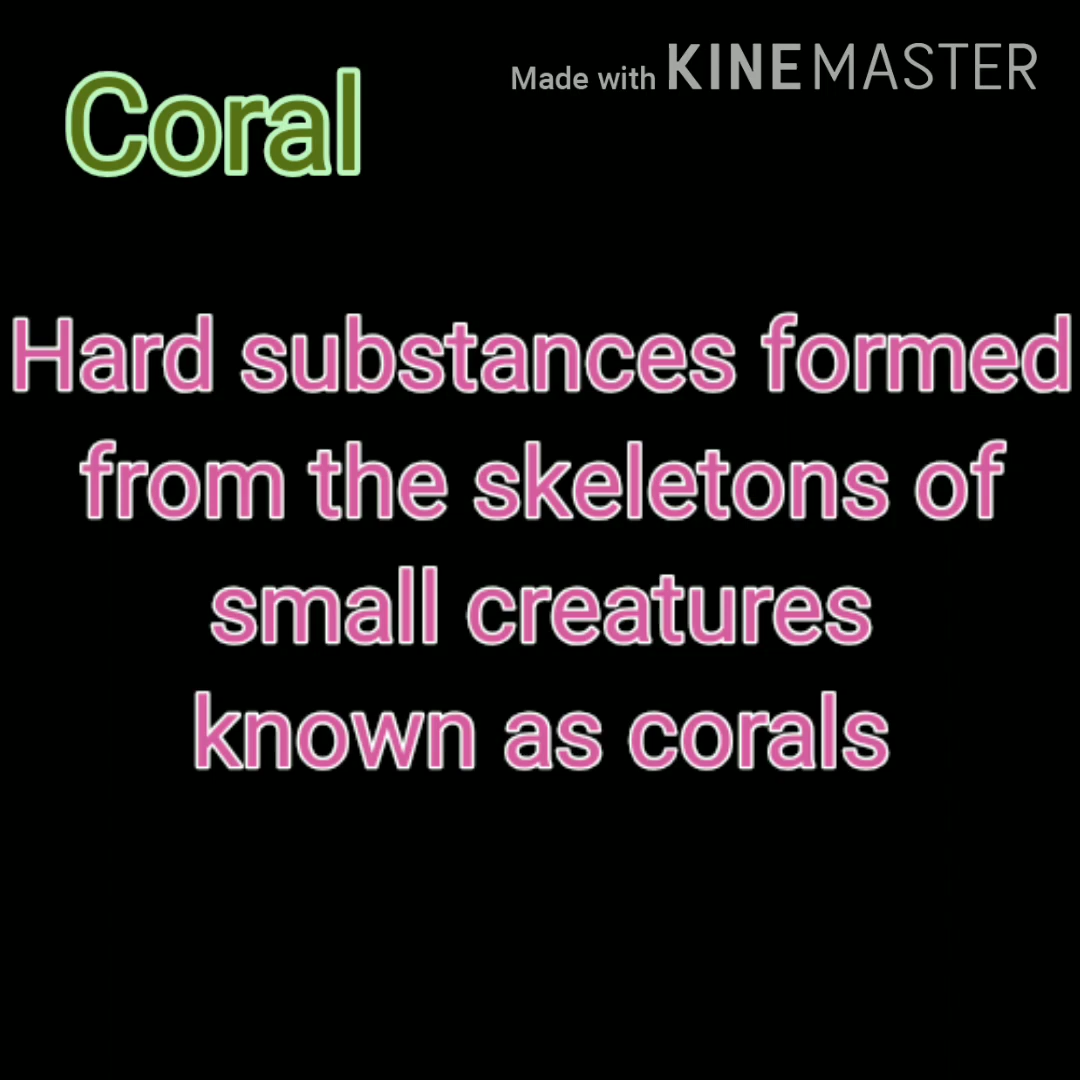 Made with KINEMASTER
Coral
Hard substances formed
from the skeletons of
small creatures
known as corals